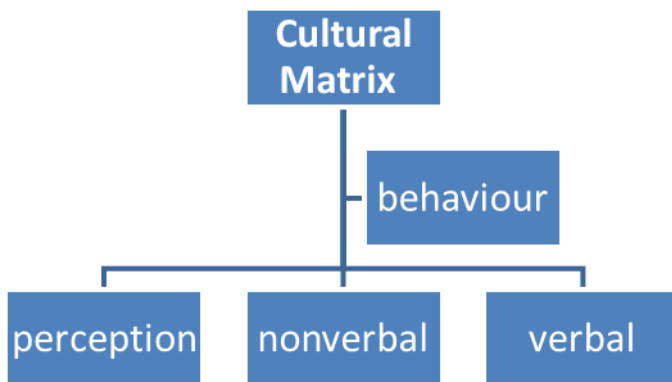 Cultural
Matrix
behaviour
perception
nonverbal
verbal